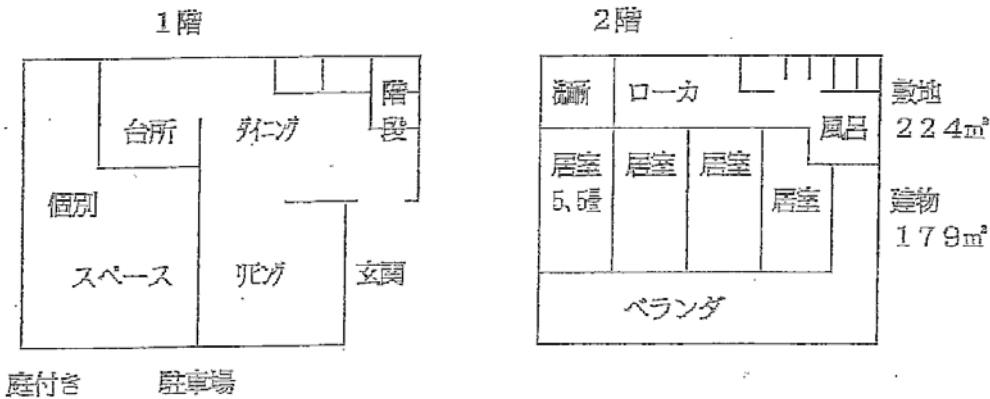 1階
階
段
台所
ダイニング
個別
スペース
リビング
玄関
庭付き　駐車場
2階
ローカ
風呂
居室
5,5畳
居室
居室
居室
ベランダ
敷地
224㎡
建物
179㎡